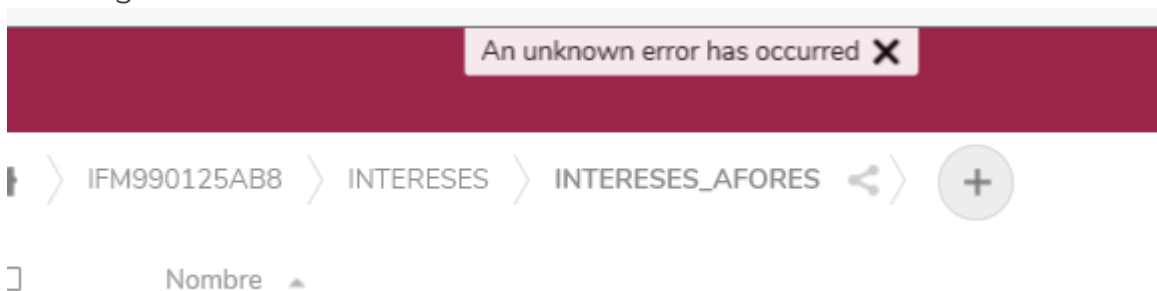 An unknown error has occurred
IFM990125AB8 INTERESES INTERESES_AFORES
Nombre